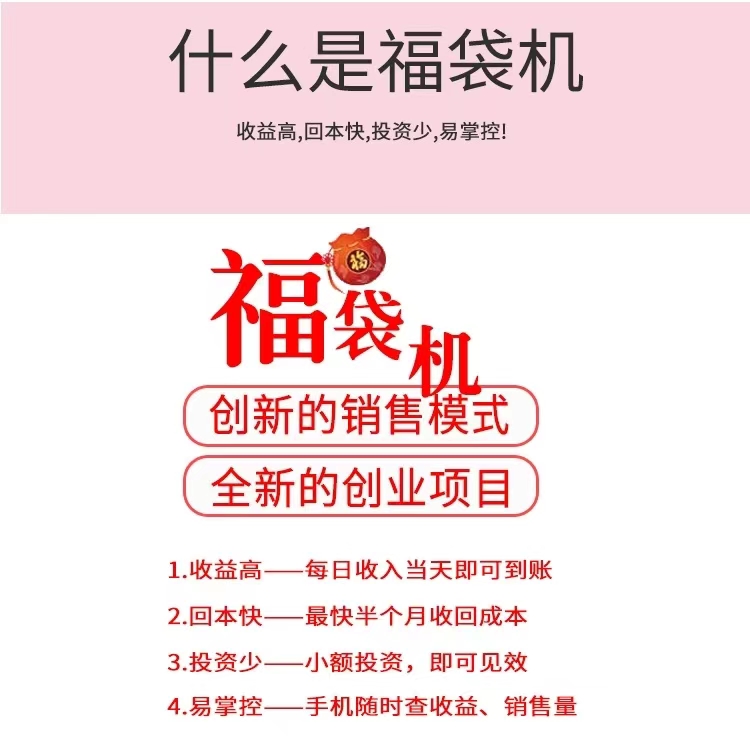 什么是福袋机
收益高,回本快,投资少,易掌控!
福
福袋机
创新的销售模式
全新的创业项目
1.收益高——每日收入当天即可到账
2.回本快——最快半个月收回成本
3.投资少——小额投资，即可见效
4.易掌控——手机随时查收益、销售量